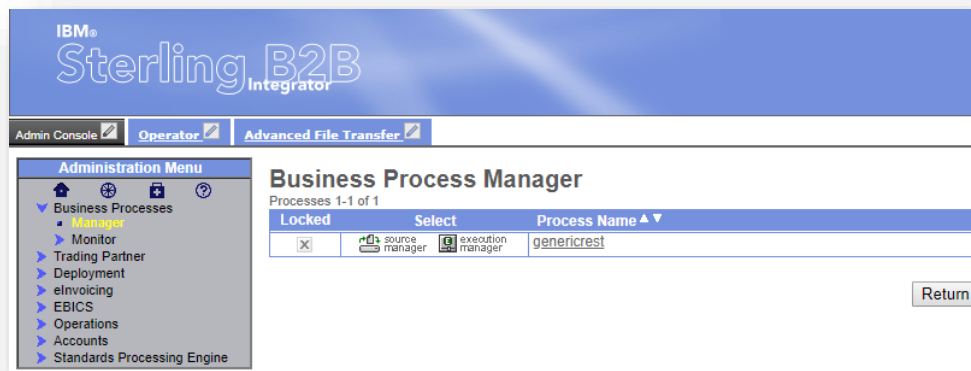 IBM®
Sterling B2B
Integrator
Admin Console Operator Advanced File Transfer
Administration Menu
Business Processes
Manager
Monitor
Trading Partner
Deployment
eInvoicing
EBICS
Operations
Accounts
Standards Processing Engine
Business Process Manager
Processes 1-1 of 1
Locked Select Process Name ▲▼
source manager execution manager genericrest
Return